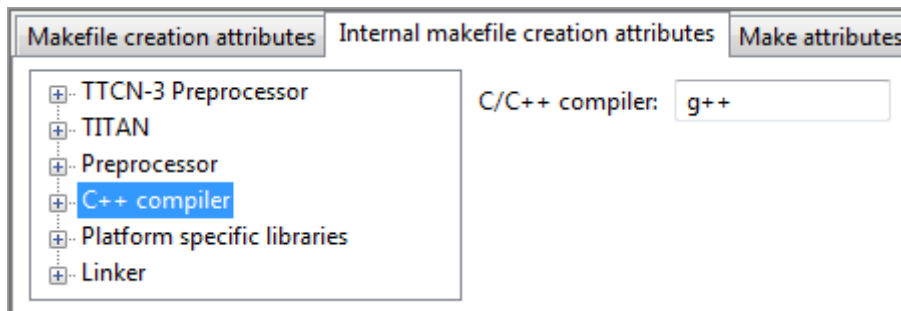 Makefile creation attributes
Internal makefile creation attributes
Make attributes
TTCN-3 Preprocessor
TITAN
Preprocessor
C++ compiler
Platform specific libraries
Linker
C/C++ compiler: g++